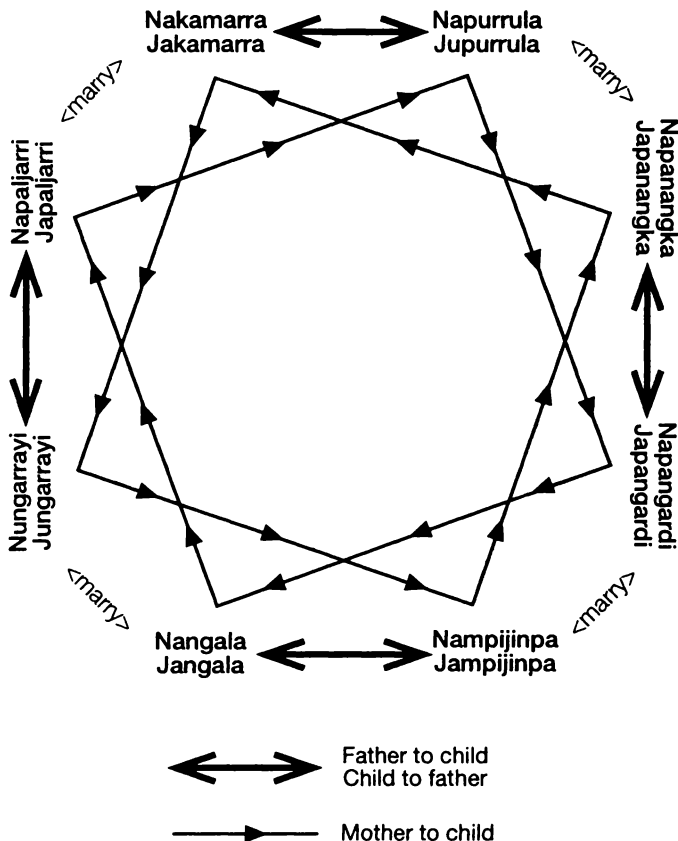 Nakamarra
Jakamarra
Napurrula
Jupurrula
<marry>
<marry>
Napaljarri
Japaljarri
Napanangka
Japanangka
Nungarrayi
Jungarrayi
Napangardi
Japangardi
<marry>
<marry>
Nangala
Jangala
Nampijinpa
Jampijinpa
Father to child
Child to father
Mother to child